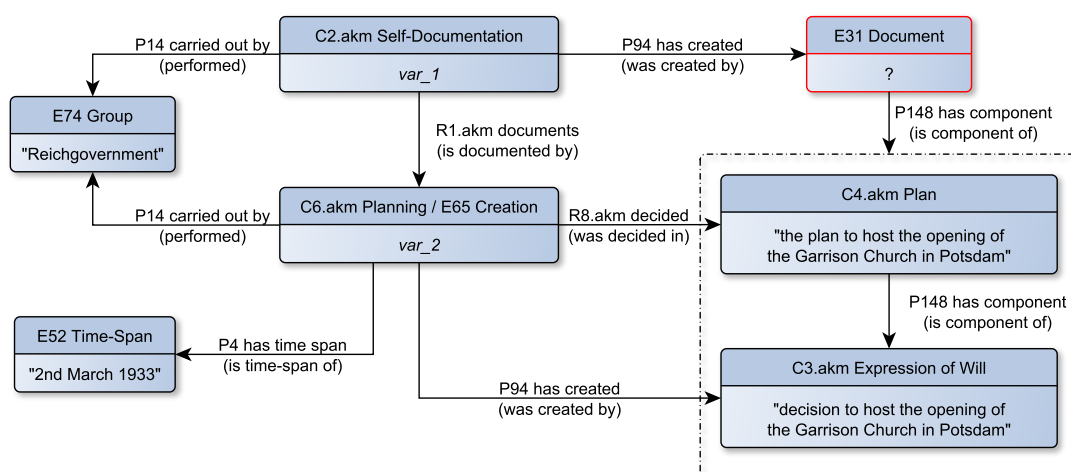 P14 carried out by
(performed)
C2.akm Self-Documentation
var_1
P94 has created
(was created by)
E31 Document
?
E74 Group
"Reichgovernment"
R1.akm documents
(is documented by)
P148 has component
(is component of)
P14 carried out by
(performed)
C6.akm Planning / E65 Creation
var_2
R8.akm decided
(was decided in)
C4.akm Plan
"the plan to host the opening of
the Garrison Church in Potsdam"
P148 has component
(is component of)
E52 Time-Span
"2nd March 1933"
P4 has time span
(is time-span of)
P94 has created
(was created by)
C3.akm Expression of Will
"decision to host the opening of
the Garrison Church in Potsdam"